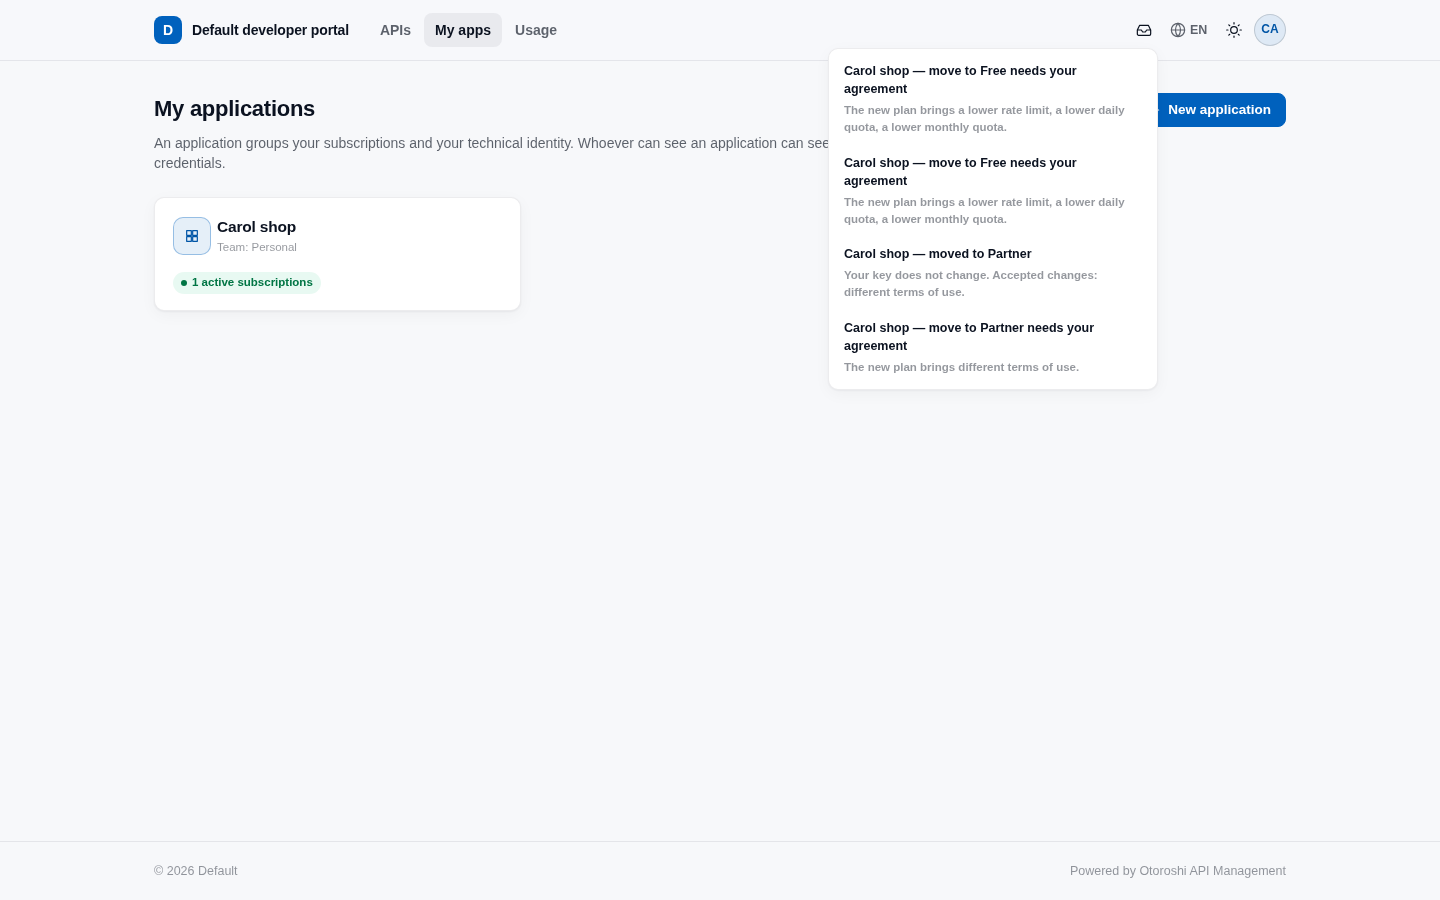 D Default developer portal APIs My apps Usage EN CA
My applications
New application
An application groups your subscriptions and your technical identity. Whoever can see an application can see
credentials.
Carol shop
Team: Personal
1 active subscriptions
Carol shop — move to Free needs your
agreement
The new plan brings a lower rate limit, a lower daily
quota, a lower monthly quota.
Carol shop — move to Free needs your
agreement
The new plan brings a lower rate limit, a lower daily
quota, a lower monthly quota.
Carol shop — moved to Partner
Your key does not change. Accepted changes:
different terms of use.
Carol shop — move to Partner needs your
agreement
The new plan brings different terms of use.
© 2026 Default
Powered by Otoroshi API Management